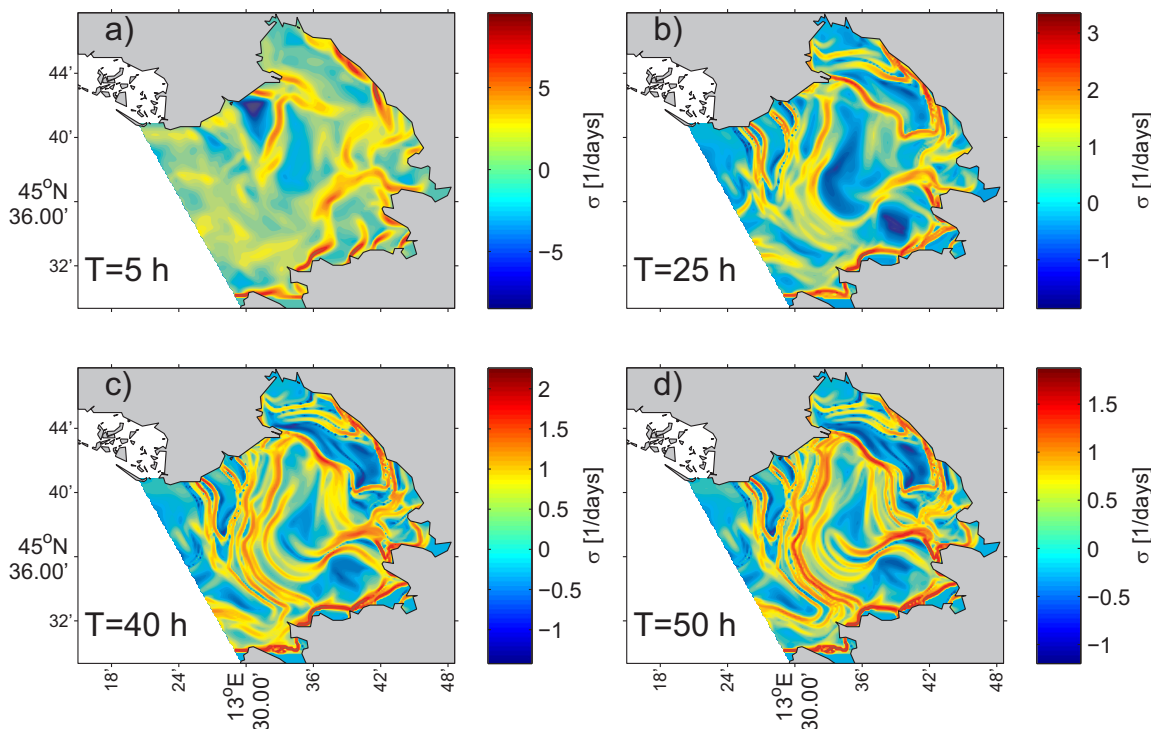 a)
44'
40'
45°N
36.00'
32'
T=5 h
5
0
−5
σ [1/days]
b)
T=25 h
3
2
1
0
−1
σ [1/days]
c)
44'
40'
45°N
36.00'
32'
T=40 h
18'
24'
13°E
30.00'
36'
42'
48'
2
1.5
1
0.5
0
−0.5
−1
σ [1/days]
d)
T=50 h
18'
24'
13°E
30.00'
36'
42'
48'
1.5
1
0.5
0
−0.5
−1
σ [1/days]